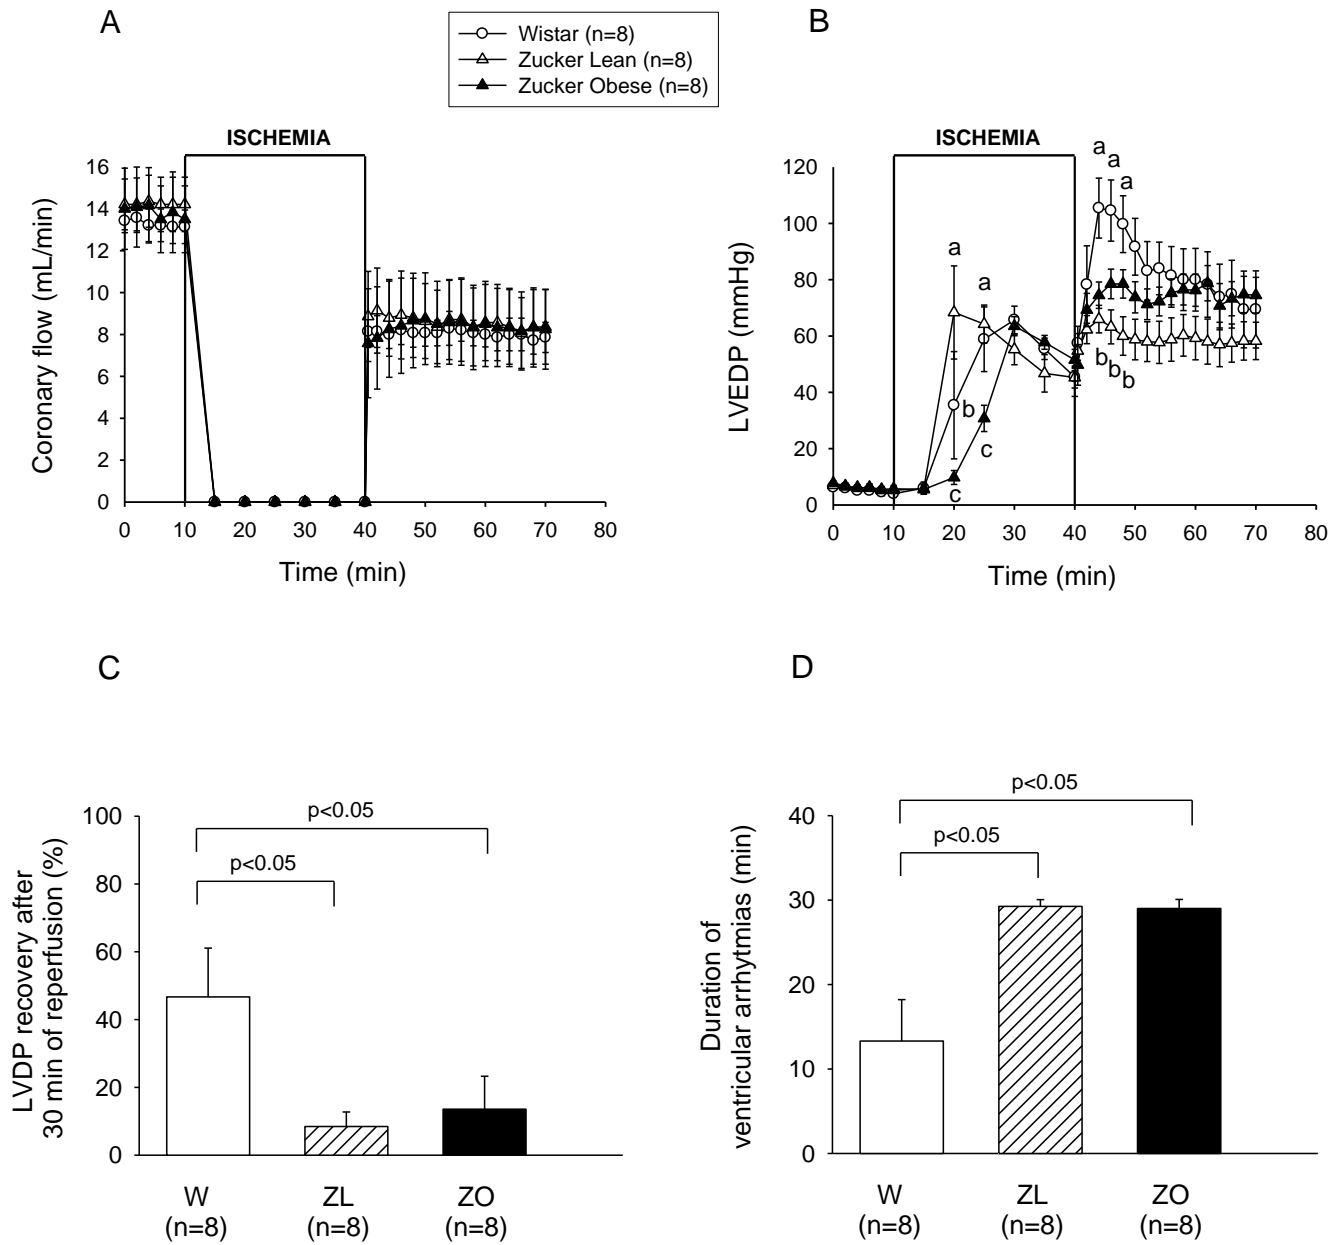 A
B
Wistar (n=8)
Zucker Lean (n=8)
Zucker Obese (n=8)
ISCHEMIA
Coronary flow (mL/min)
16
14
12
10
8
6
4
2
0
0 10 20 30 40 50 60 70 80
Time (min)
ISCHEMIA
LVEDP (mmHg)
120
100
80
60
40
20
0
a
a
a
a
a
b
c
c
b
b
b
0 10 20 30 40 50 60 70 80
Time (min)
C
LVDP recovery after
30 min of reperfusion (%)
100
80
60
40
20
0
p<0.05
p<0.05
W ZL ZO
(n=8) (n=8) (n=8)
D
Duration of
ventricular arrhytmias (min)
40
30
20
10
0
p<0.05
p<0.05
W ZL ZO
(n=8) (n=8) (n=8)